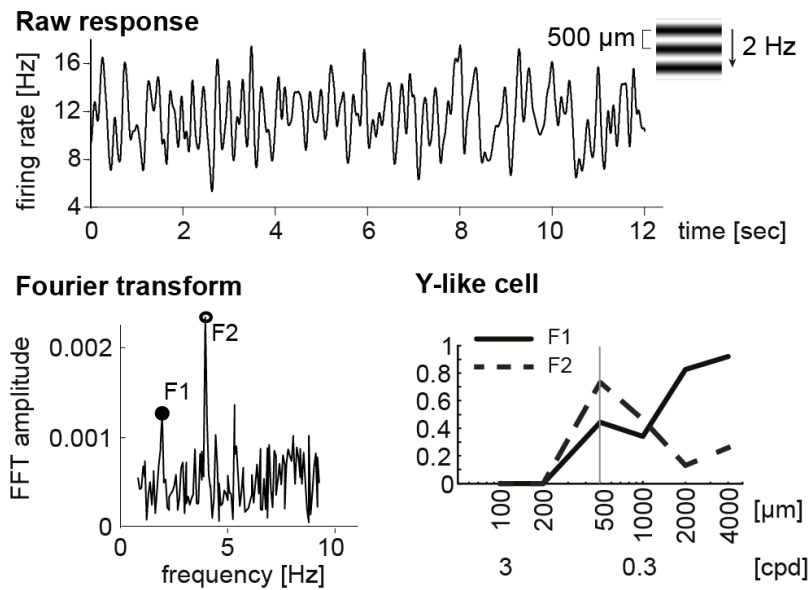 Raw response
firing rate [Hz]
16
12
8
4
0 2 4 6 8 10 12 time [sec]
500 µm
2 Hz
Fourier transform
FFT amplitude
0.002
0.001
0
F1
F2
0 5 10
frequency [Hz]
Y-like cell
F1
F2
1
0.8
0.6
0.4
0.2
0
100 200 500 1000 2000 4000 [µm]
3 0.3 [cpd]